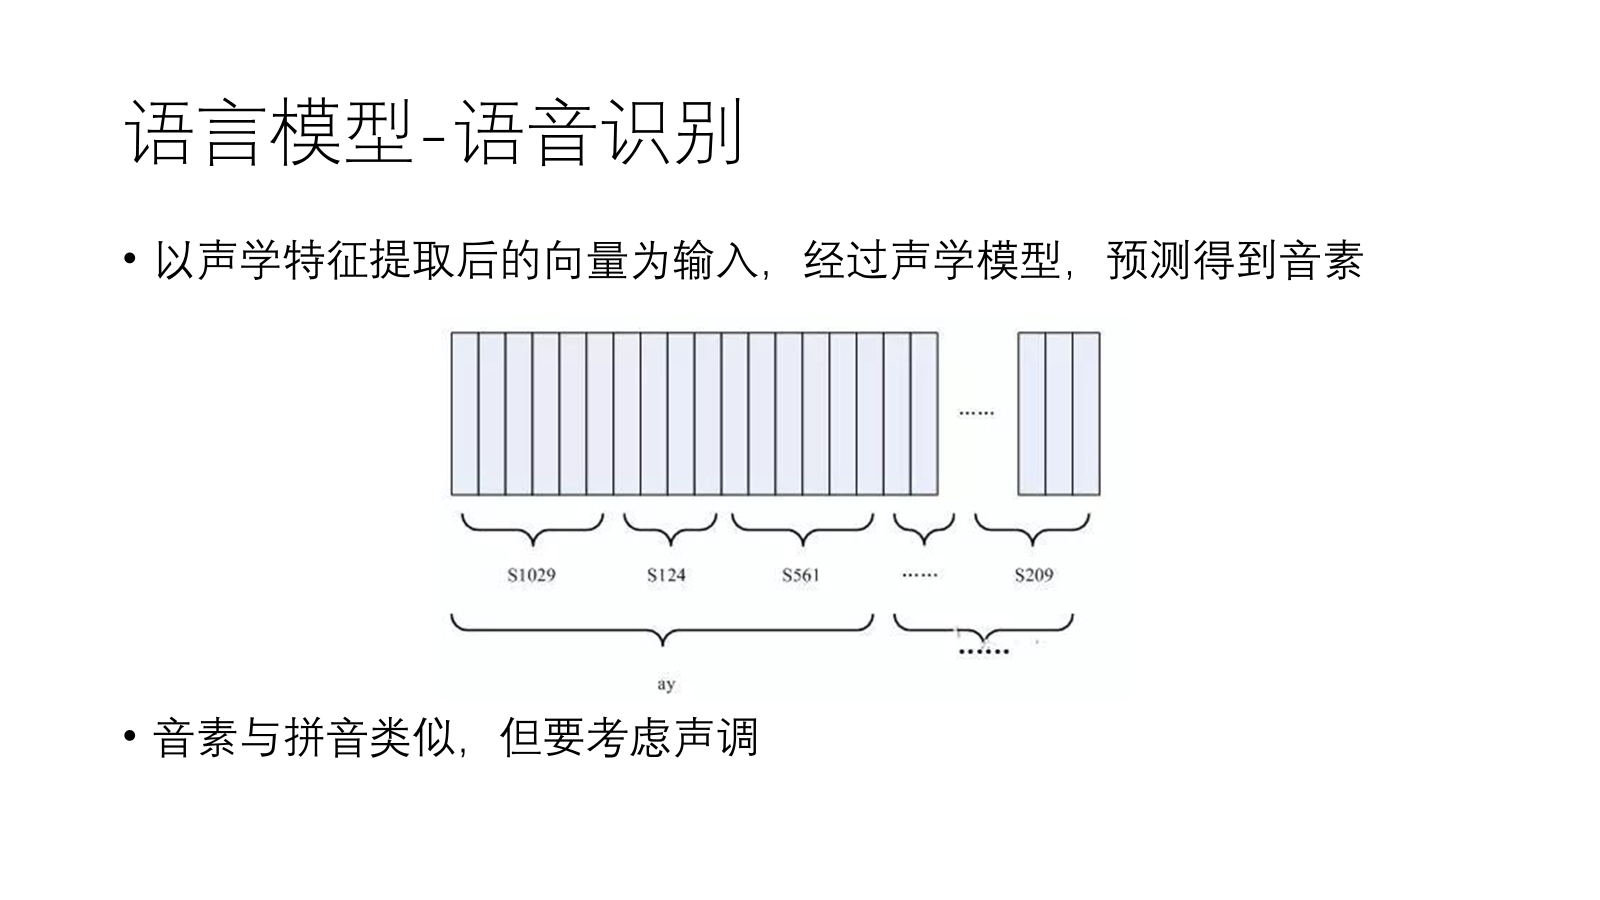 语言模型-语音识别
• 以声学特征提取后的向量为输入，经过声学模型，预测得到音素
……
S1029 S124 S561 …… S209
……
ay
• 音素与拼音类似，但要考虑声调